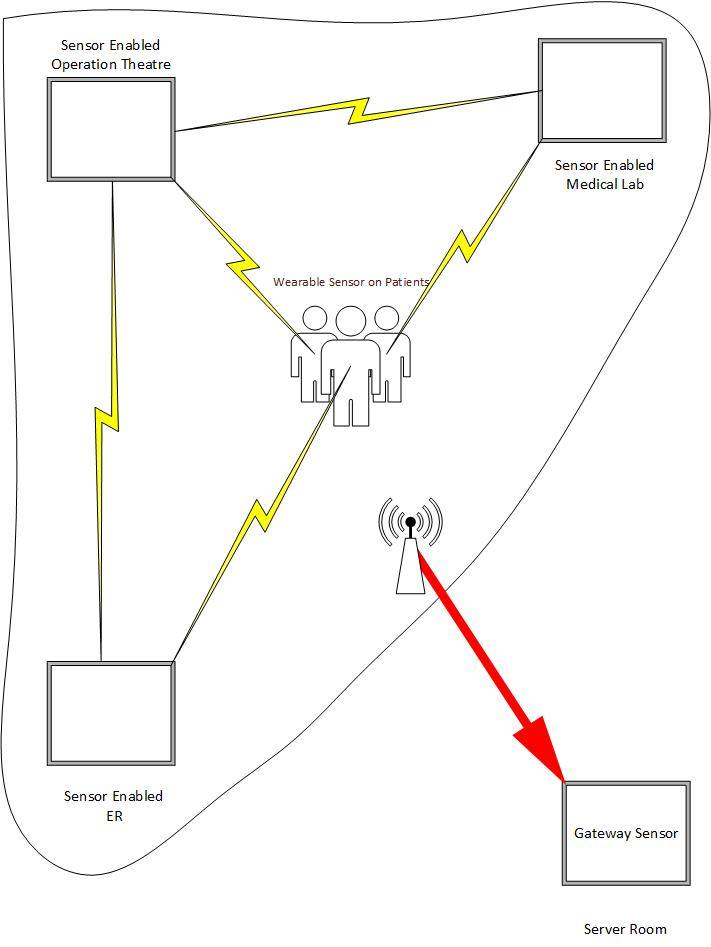 Sensor Enabled
Operation Theatre
Sensor Enabled
Medical Lab
Wearable Sensor on Patients
Sensor Enabled
ER
Gateway Sensor
Server Room